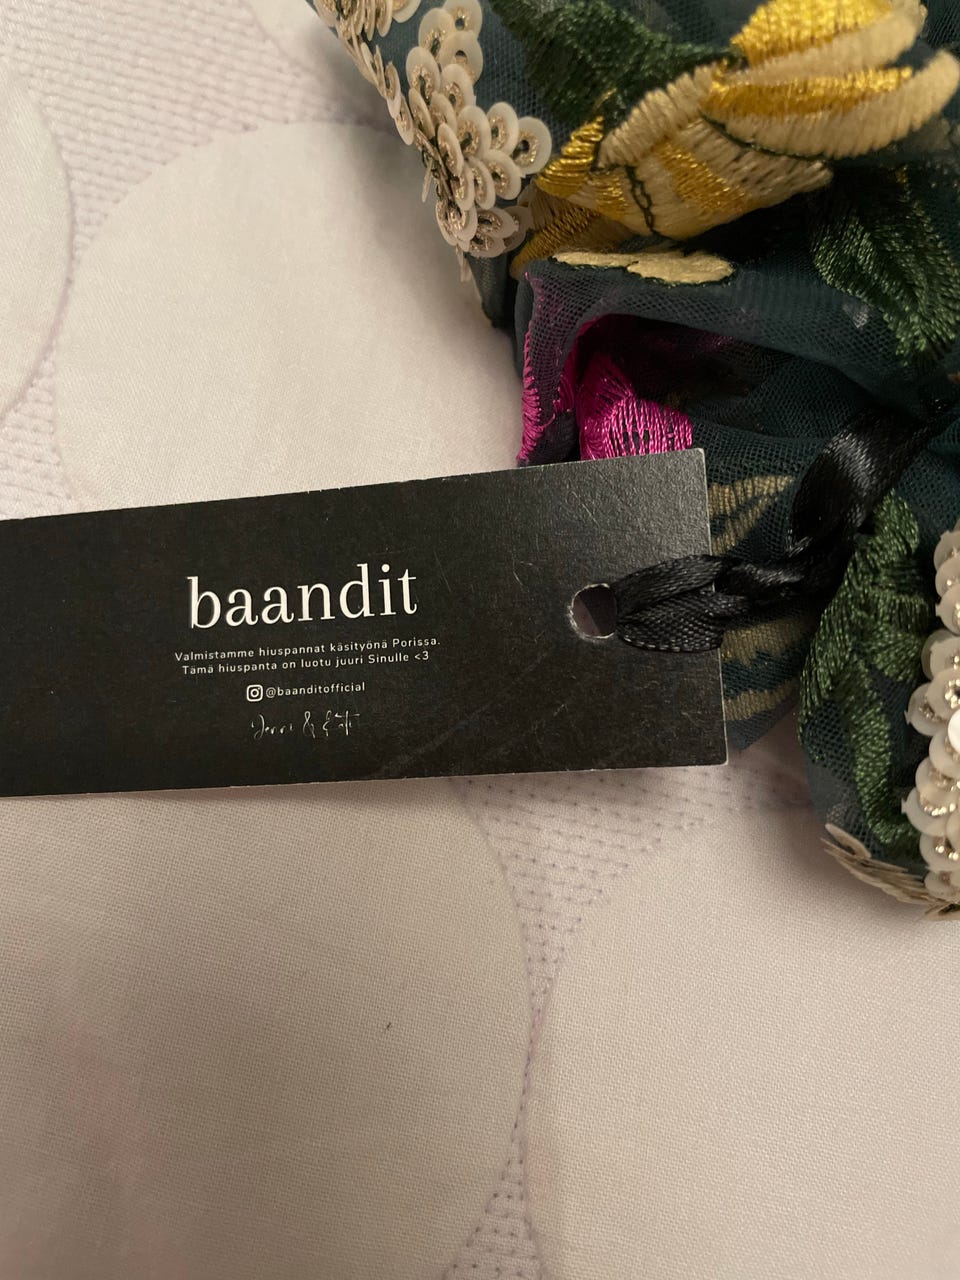 baandit
Valmistamme hiuspannat käsityönä Porissa.
Tämä hiuspanta on luotu juuri Sinulle <3
@baanditofficial